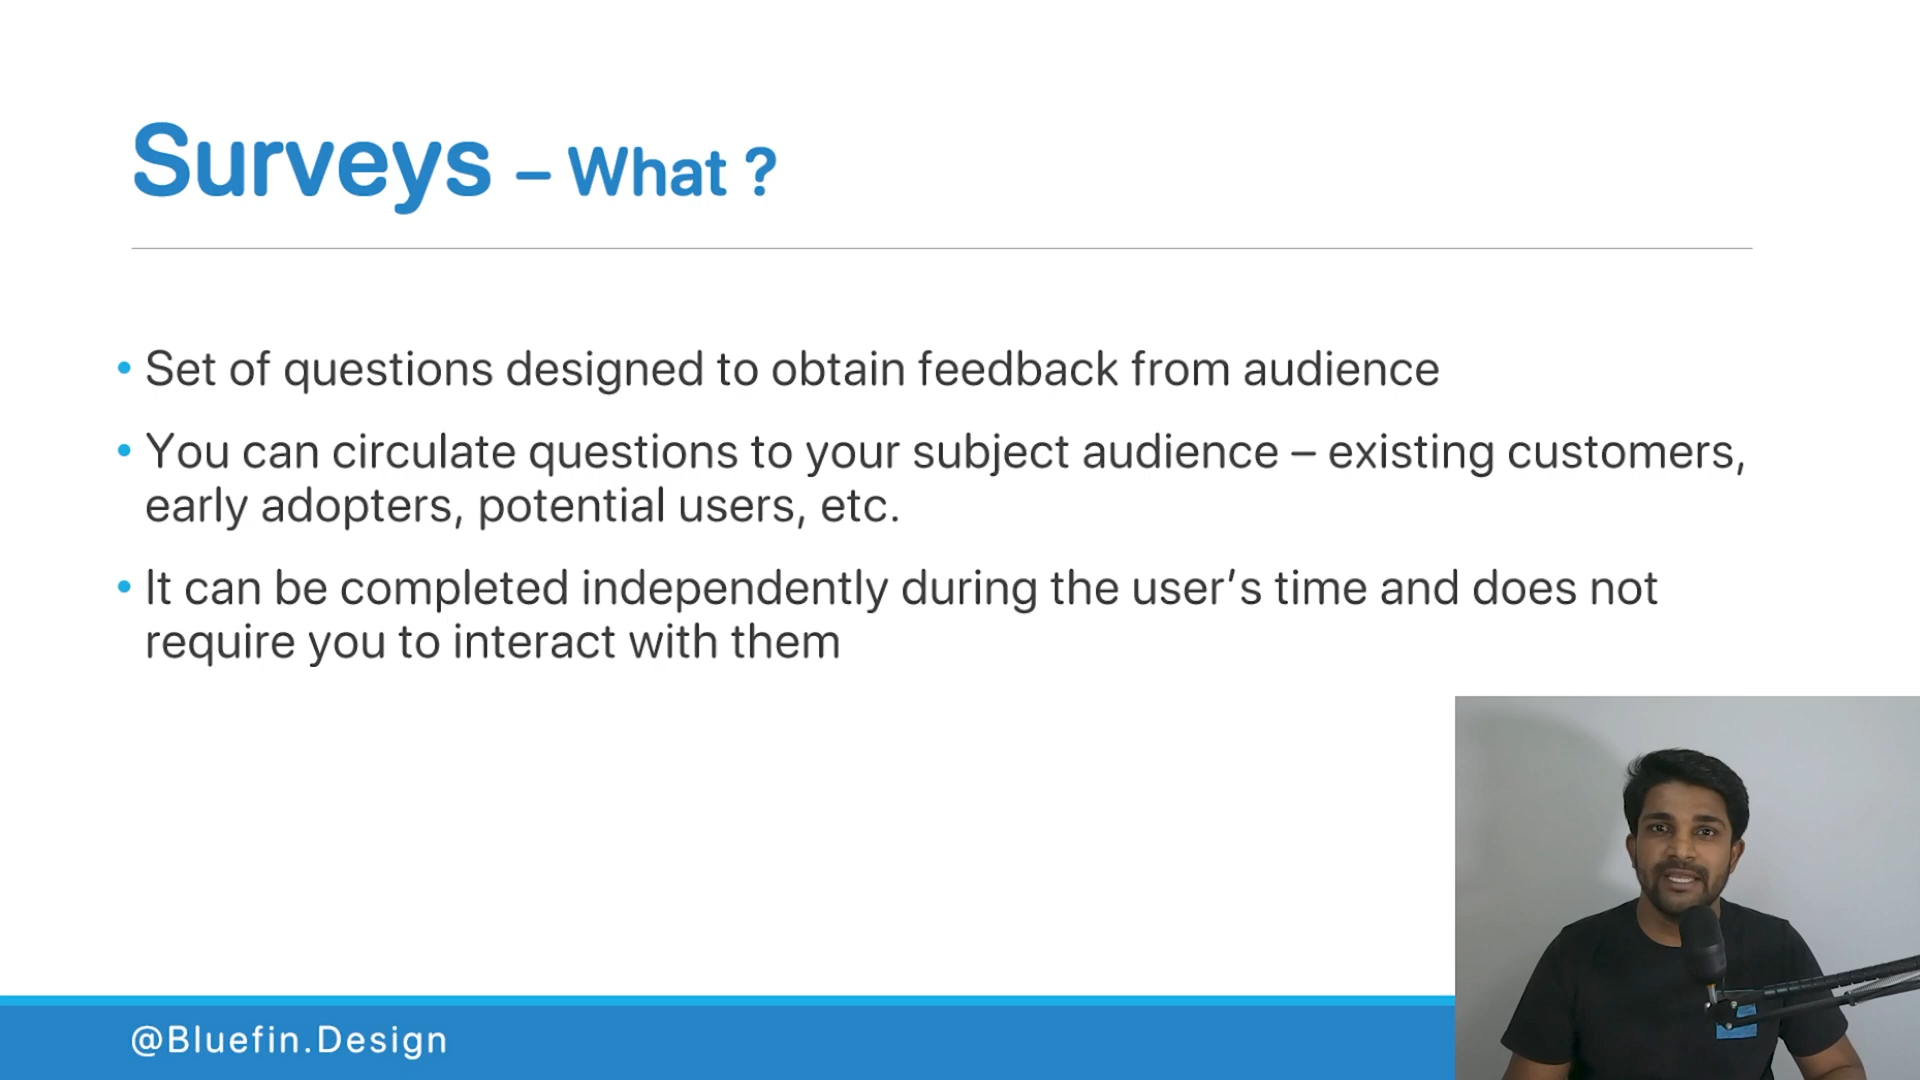 Surveys – What ?
• Set of questions designed to obtain feedback from audience
• You can circulate questions to your subject audience – existing customers,
early adopters, potential users, etc.
• It can be completed independently during the user’s time and does not
require you to interact with them
@Bluefin.Design